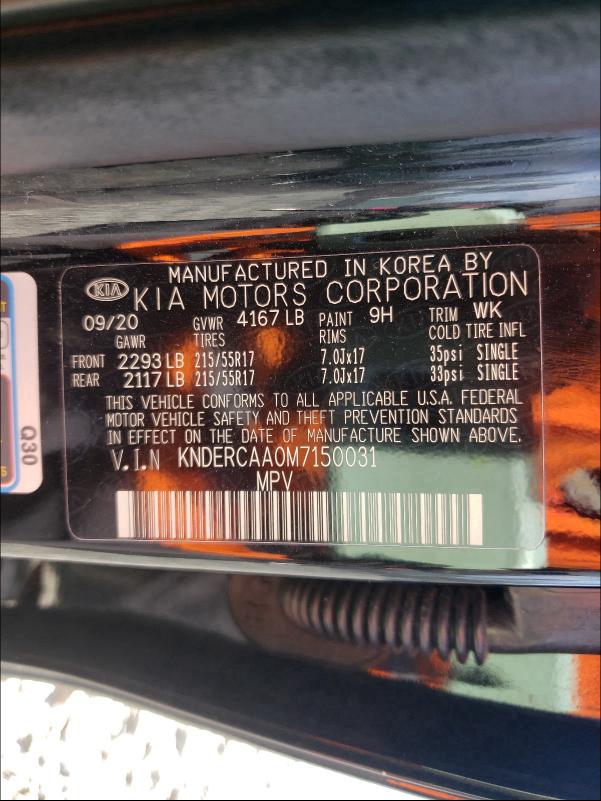 MANUFACTURED IN KOREA BY
KIA KIA MOTORS CORPORATION
09/20 GVWR 4167 LB PAINT 9H TRIM WK
GAWR TIRES RIMS COLD TIRE INFL
FRONT 2293 LB 215/55R17 7.0Jx17 35psi SINGLE
REAR 2117 LB 215/55R17 7.0Jx17 33psi SINGLE
THIS VEHICLE CONFORMS TO ALL APPLICABLE U.S.A. FEDERAL
MOTOR VEHICLE SAFETY AND THEFT PREVENTION STANDARDS
IN EFFECT ON THE DATE OF MANUFACTURE SHOWN ABOVE.
V.I.N KNDERCAA0M7150031
MPV
Q30